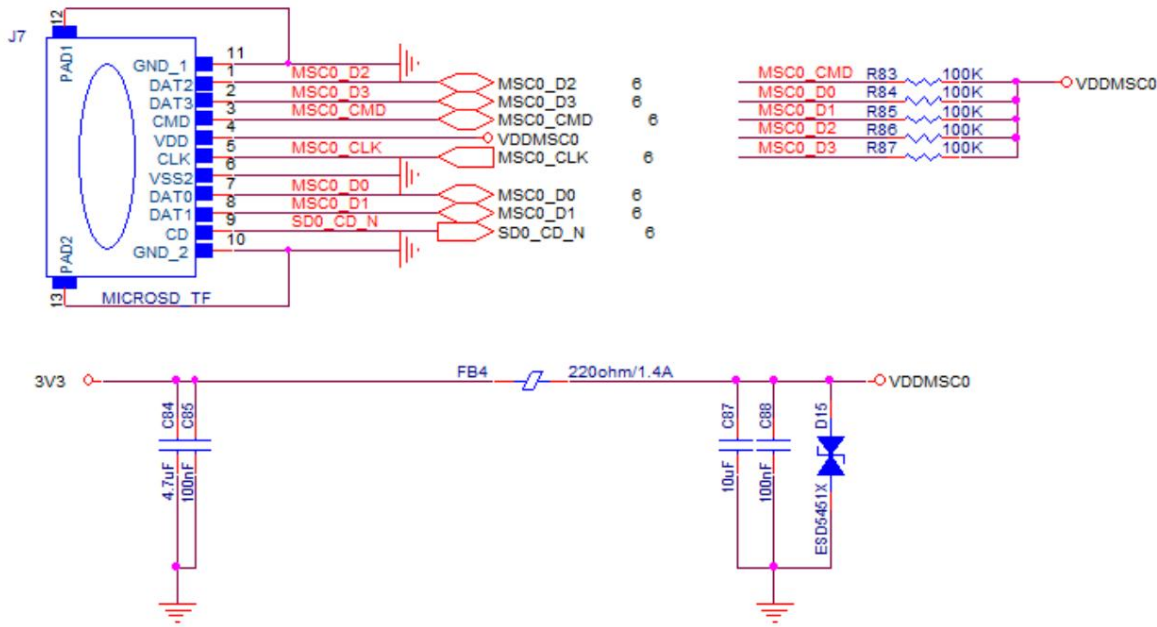 J7
12
PAD1
GND_1 11
DAT2 1 MSC0_D2 MSC0_D2 6
DAT3 2 MSC0_D3 MSC0_D3 6
CMD 3 MSC0_CMD MSC0_CMD 6
VDD 4 VDDMSC0
CLK 5 MSC0_CLK MSC0_CLK 6
VSS2 6
DAT0 7 MSC0_D0 MSC0_D0 6
DAT1 8 MSC0_D1 MSC0_D1 6
CD 9 SD0_CD_N SD0_CD_N 6
GND_2 10
PAD2
13
MICROSD_TF
MSC0_CMD R83 100K VDDMSC0
MSC0_D0 R84 100K
MSC0_D1 R85 100K
MSC0_D2 R86 100K
MSC0_D3 R87 100K
3V3 FB4 220ohm/1.4A VDDMSC0
C84 C85 C87 C88 D15
4.7uF 100nF 10uF 100nF ESD5451X